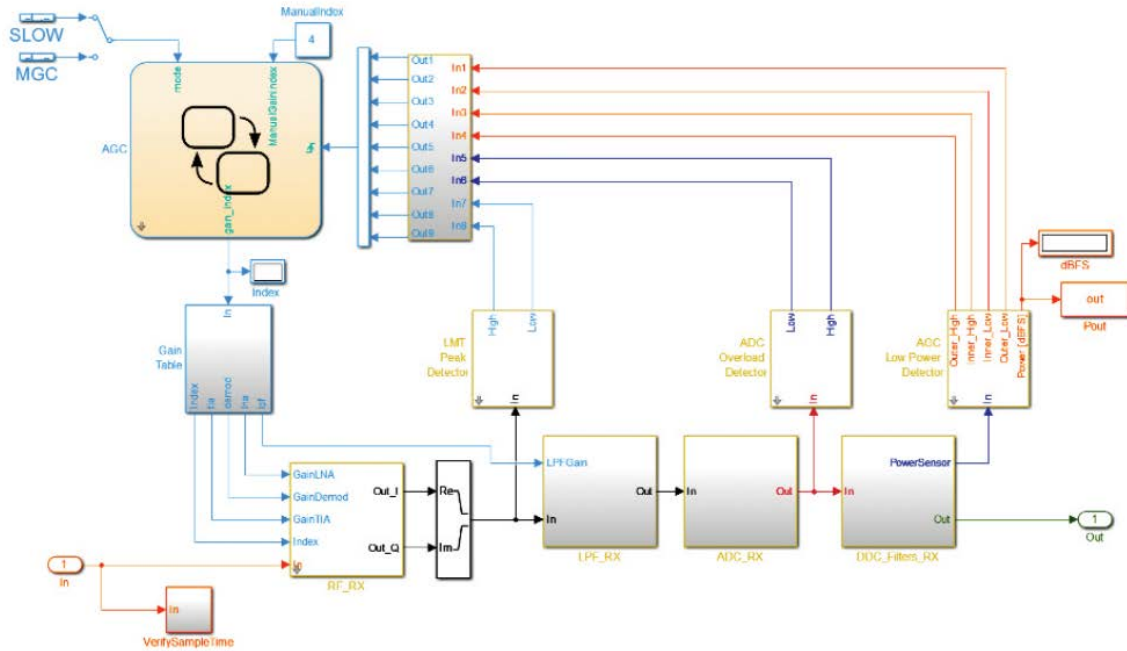 SLOW
MGC
ManualIndex
4
mode
ManualGainIndex
AGC
gain_index
Out1
Out2
Out3
Out4
Out5
Out6
Out7
Out8
Out9
In1
In2
In3
In4
In5
In6
In7
In8
Index
In
Gain
Table
Index
tia
demod
lna
lpf
High
Low
LMT
Peak
Detector
In
Low
High
ADC
Overload
Detector
In
Outer_High
Inner_High
Inner_Low
Outer_Low
Power [dBFS]
AGC
Low Power
Detector
In
dBFS
out
Pout
GainLNA
GainDemod
GainTIA
Index
In
Out_I
Out_Q
RF_RX
Re
Im
LPFGain
In
Out
LPF_RX
In
Out
ADC_RX
In
PowerSensor
Out
DDC_Filters_RX
1
Out
1
In
In
VerifySampleTime